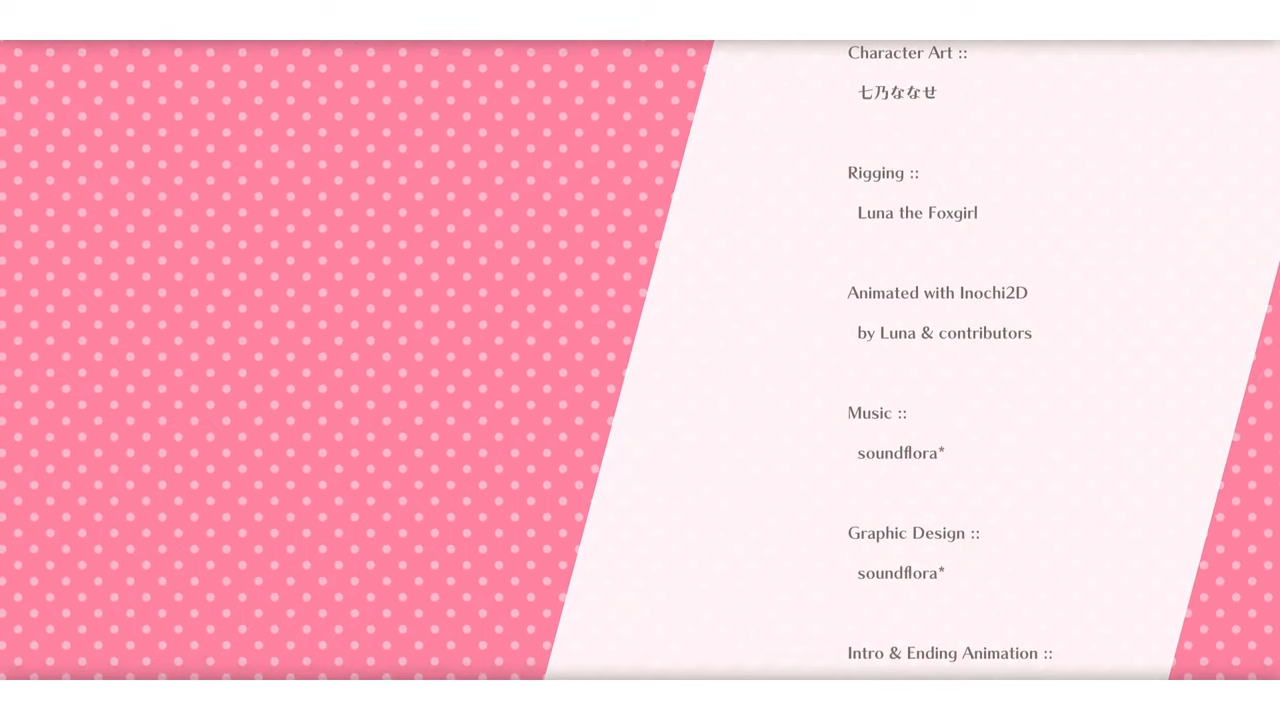 Character Art ::
七乃ななせ
Rigging ::
Luna the Foxgirl
Animated with Inochi2D
by Luna & contributors
Music ::
soundflora*
Graphic Design ::
soundflora*
Intro & Ending Animation ::